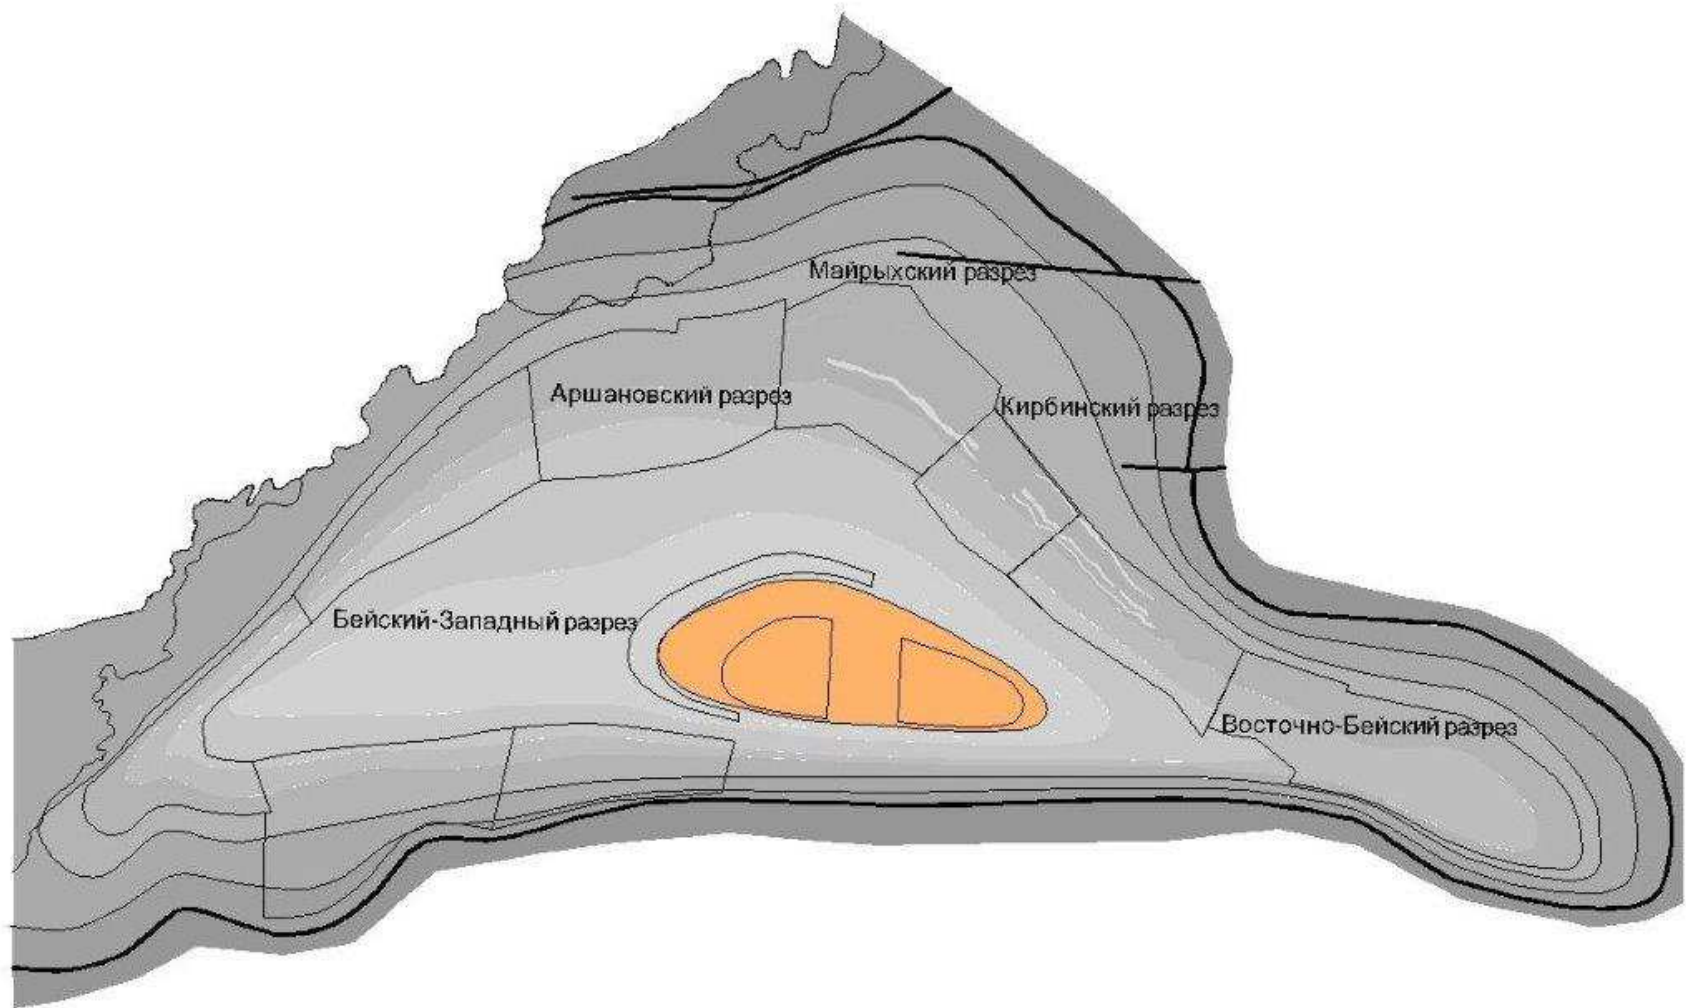 Майрыхский разрез
Аршановский разрез
Кирбинский разрез
Бейский-Западный разрез
Восточно-Бейский разрез